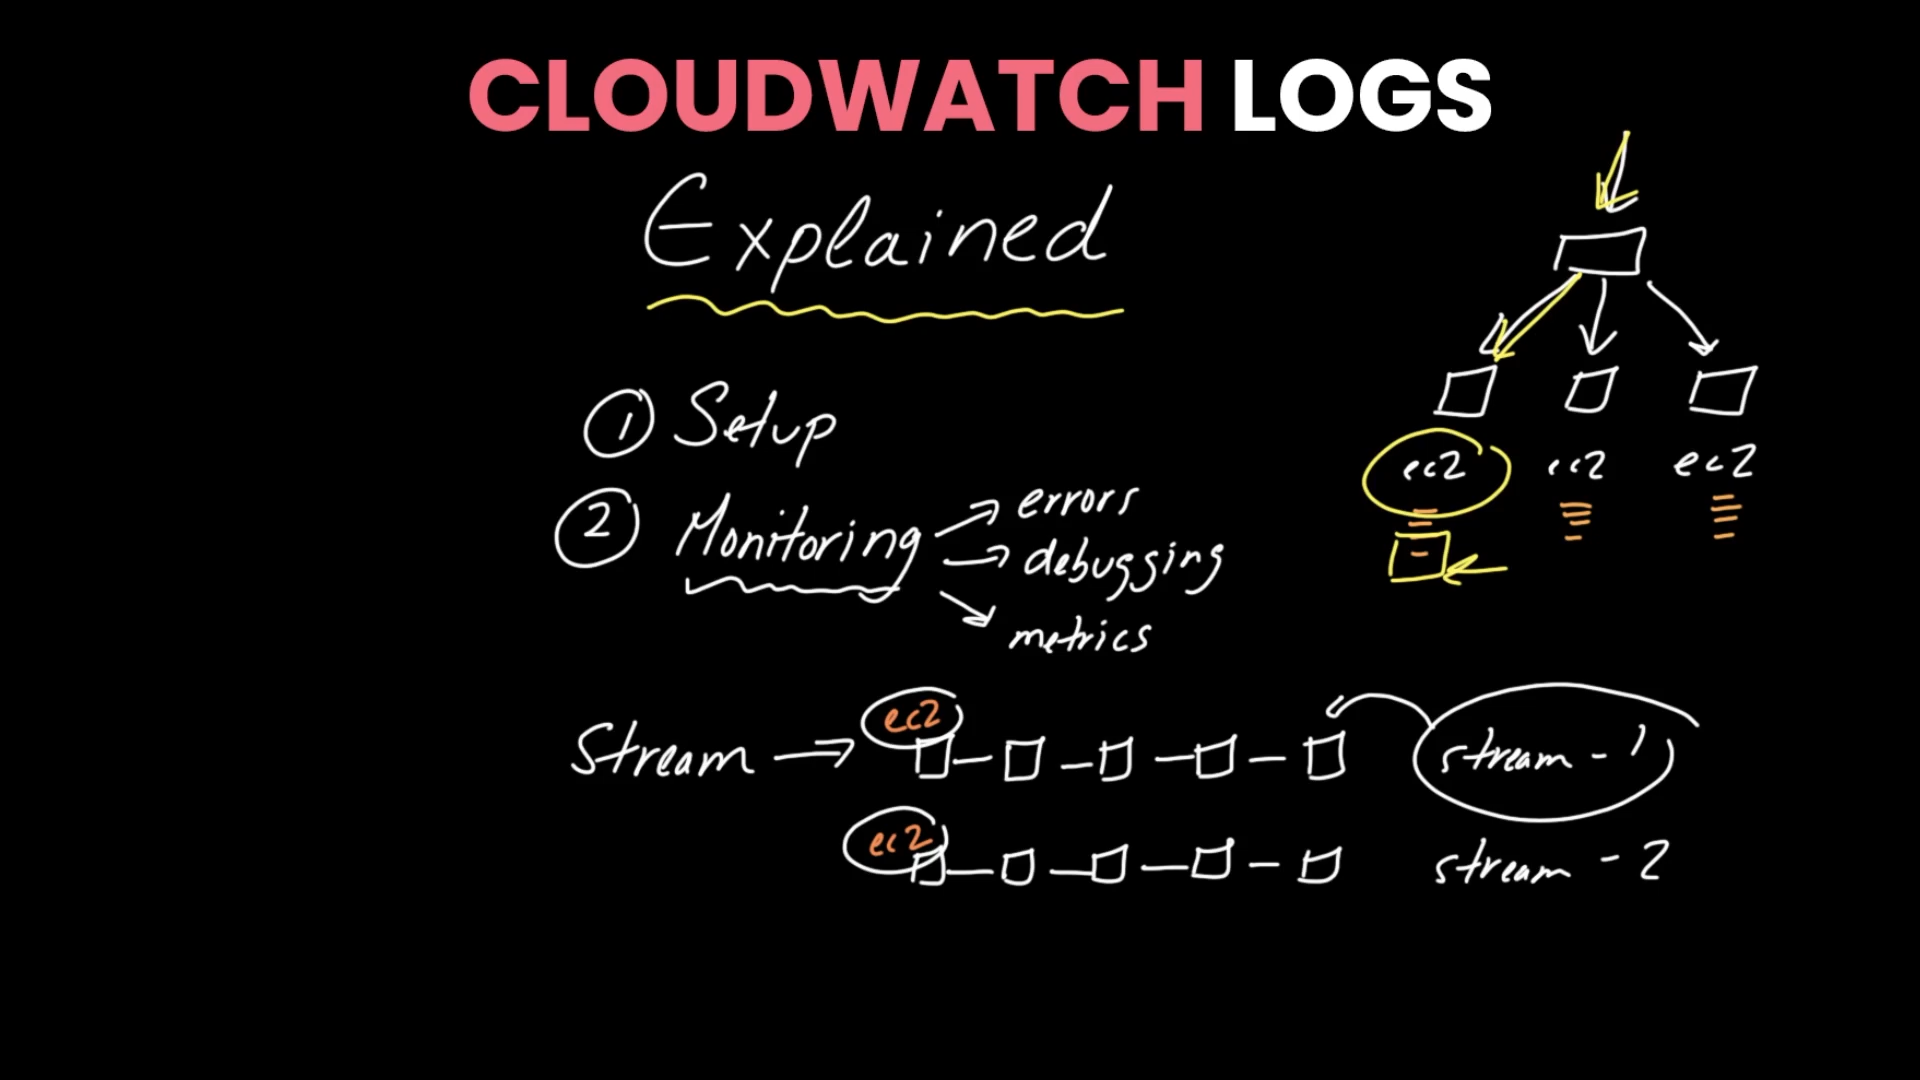 CLOUDWATCH LOGS
Explained
1 Setup
2 Monitoring
errors
debugging
metrics
ec2 ec2 ec2
Stream
ec2
stream - 1
ec2
stream - 2